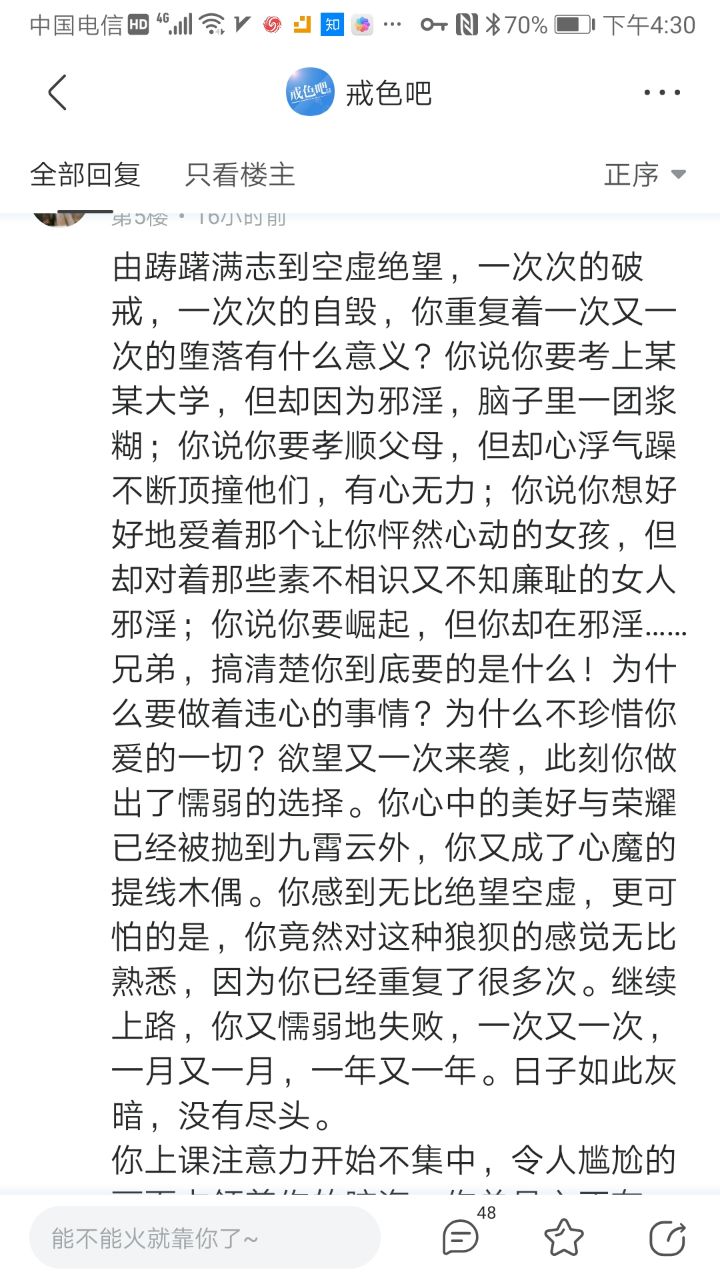 中国电信 HD 4G 70% 下午4:30
戒色吧 戒色吧
全部回复 只看楼主 正序
第5楼 · 16小时前
由踌躇满志到空虚绝望，一次次的破
戒，一次次的自毁，你重复着一次又一
次的堕落有什么意义？你说你要考上某
某大学，但却因为邪淫，脑子里一团浆
糊；你说你要孝顺父母，但却心浮气躁
不断顶撞他们，有心无力；你说你想好
好地爱着那个让你怦然心动的女孩，但
却对着那些素不相识又不知廉耻的女人
邪淫；你说你要崛起，但你却在邪淫……
兄弟，搞清楚你到底要的是什么！为什
么要做着违心的事情？为什么不珍惜你
爱的一切？欲望又一次来袭，此刻你做
出了懦弱的选择。你心中的美好与荣耀
已经被抛到九霄云外，你又成了心魔的
提线木偶。你感到无比绝望空虚，更可
怕的是，你竟然对这种狼狈的感觉无比
熟悉，因为你已经重复了很多次。继续
上路，你又懦弱地失败，一次又一次，
一月又一月，一年又一年。日子如此灰
暗，没有尽头。
你上课注意力开始不集中，令人尴尬的
能不能火就靠你了~ 48